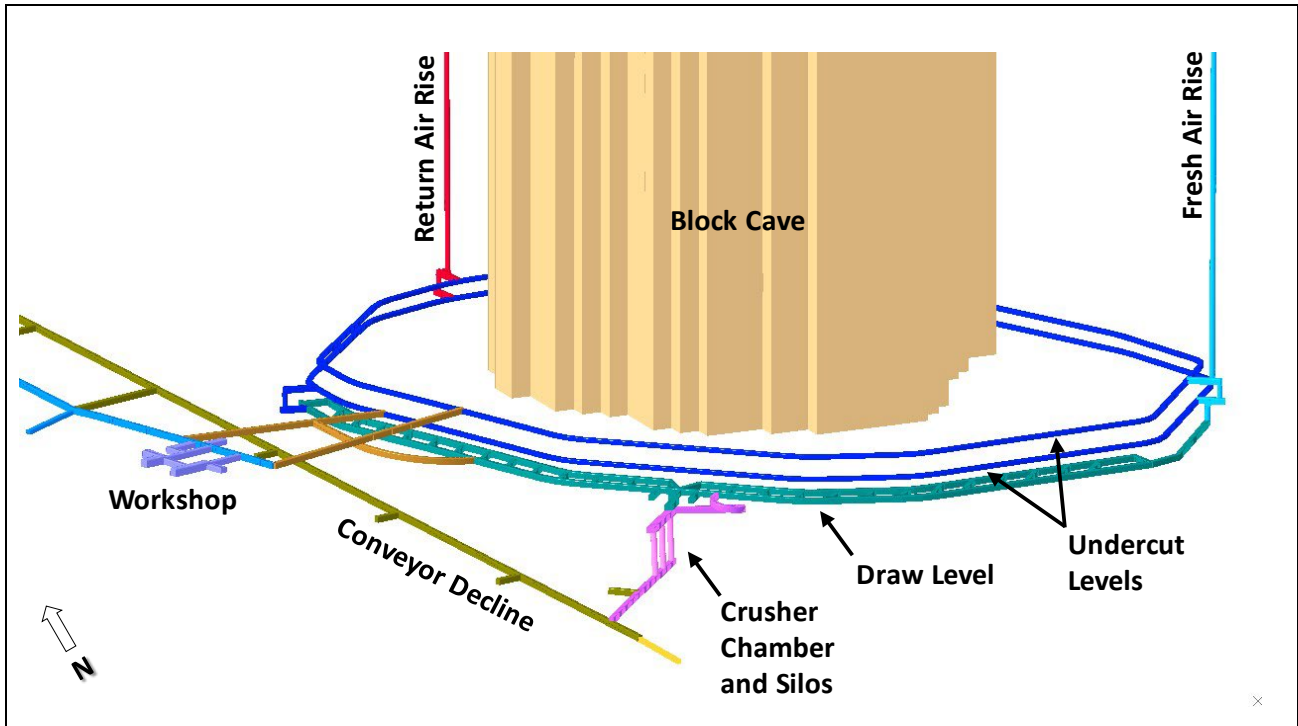 Return Air Rise
Fresh Air Rise
Block Cave
Workshop
Conveyor Decline
Draw Level
Undercut
Levels
Crusher
Chamber
and Silos
N